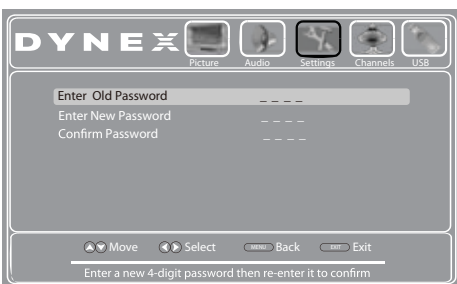 DYNEX
Picture Audio Settings Channels USB
Enter Old Password _ _ _ _
Enter New Password _ _ _ _
Confirm Password _ _ _ _
Move Select MENU Back EXIT Exit
Enter a new 4-digit password then re-enter it to confirm